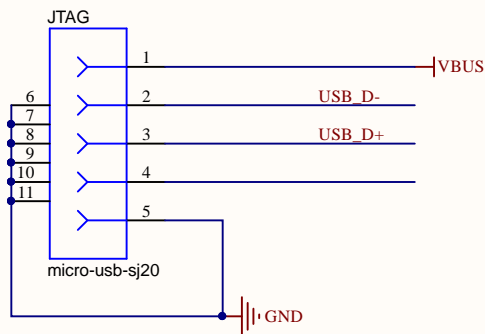 JTAG
1
VBUS
6
2
USB_D-
7
8
3
USB_D+
9
10
4
11
5
micro-usb-sj20
GND